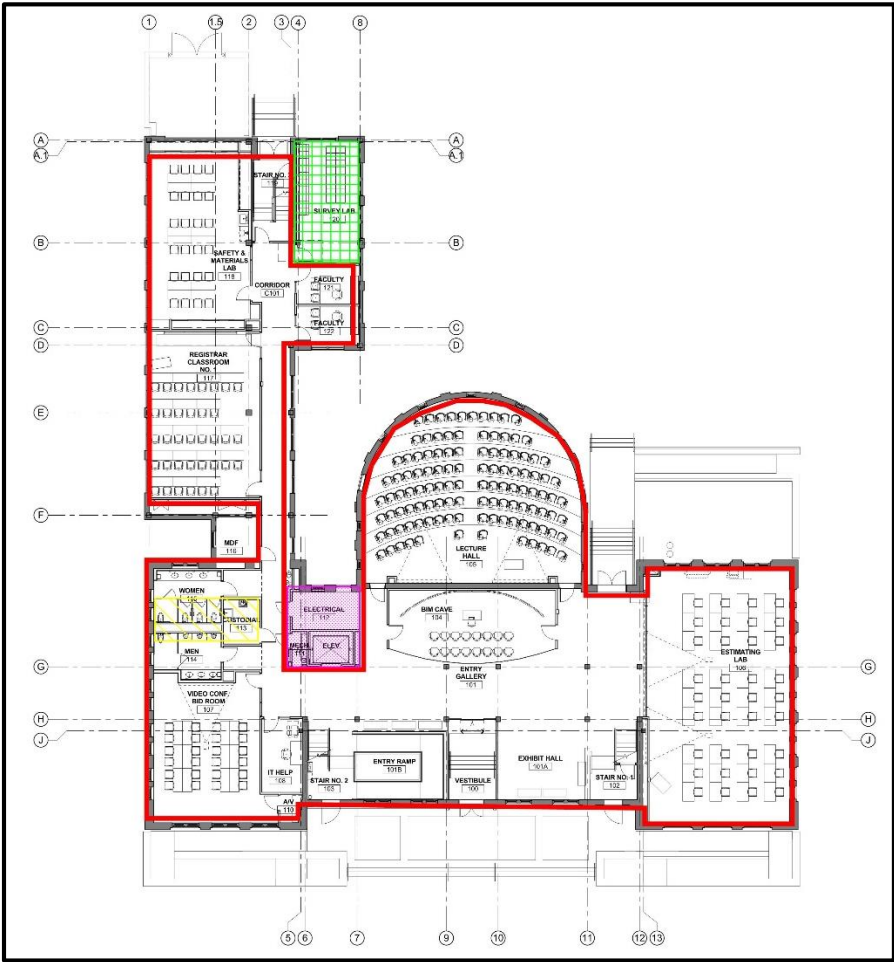 1 1.5 2 3 4 8
A A
A.1 A.1
STAIR NO.
119
SURVEY LAB
B B
SAFETY &
MATERIALS
LAB
118
CORRIDOR
C101
FACULTY
121
FACULTY
122
C C
D D
REGISTRAR
CLASSROOM
NO. 1
117
E
F
MDF
116
LECTURE
HALL
105
WOMEN
115
CUSTODIAL
113
ELECTRICAL
112
BIM CAVE
104
MEN
114
MECH.
111
ELEV.
ESTIMATING
LAB
106
G G
ENTRY
GALLERY
101
VIDEO CONF.
BID ROOM
107
H H
J J
IT HELP
108
ENTRY RAMP
101B
EXHIBIT HALL
101A
STAIR NO. 2
103
VESTIBULE
100
STAIR NO. 1
102
A/V
110
5 6 7 9 10 11 12 13